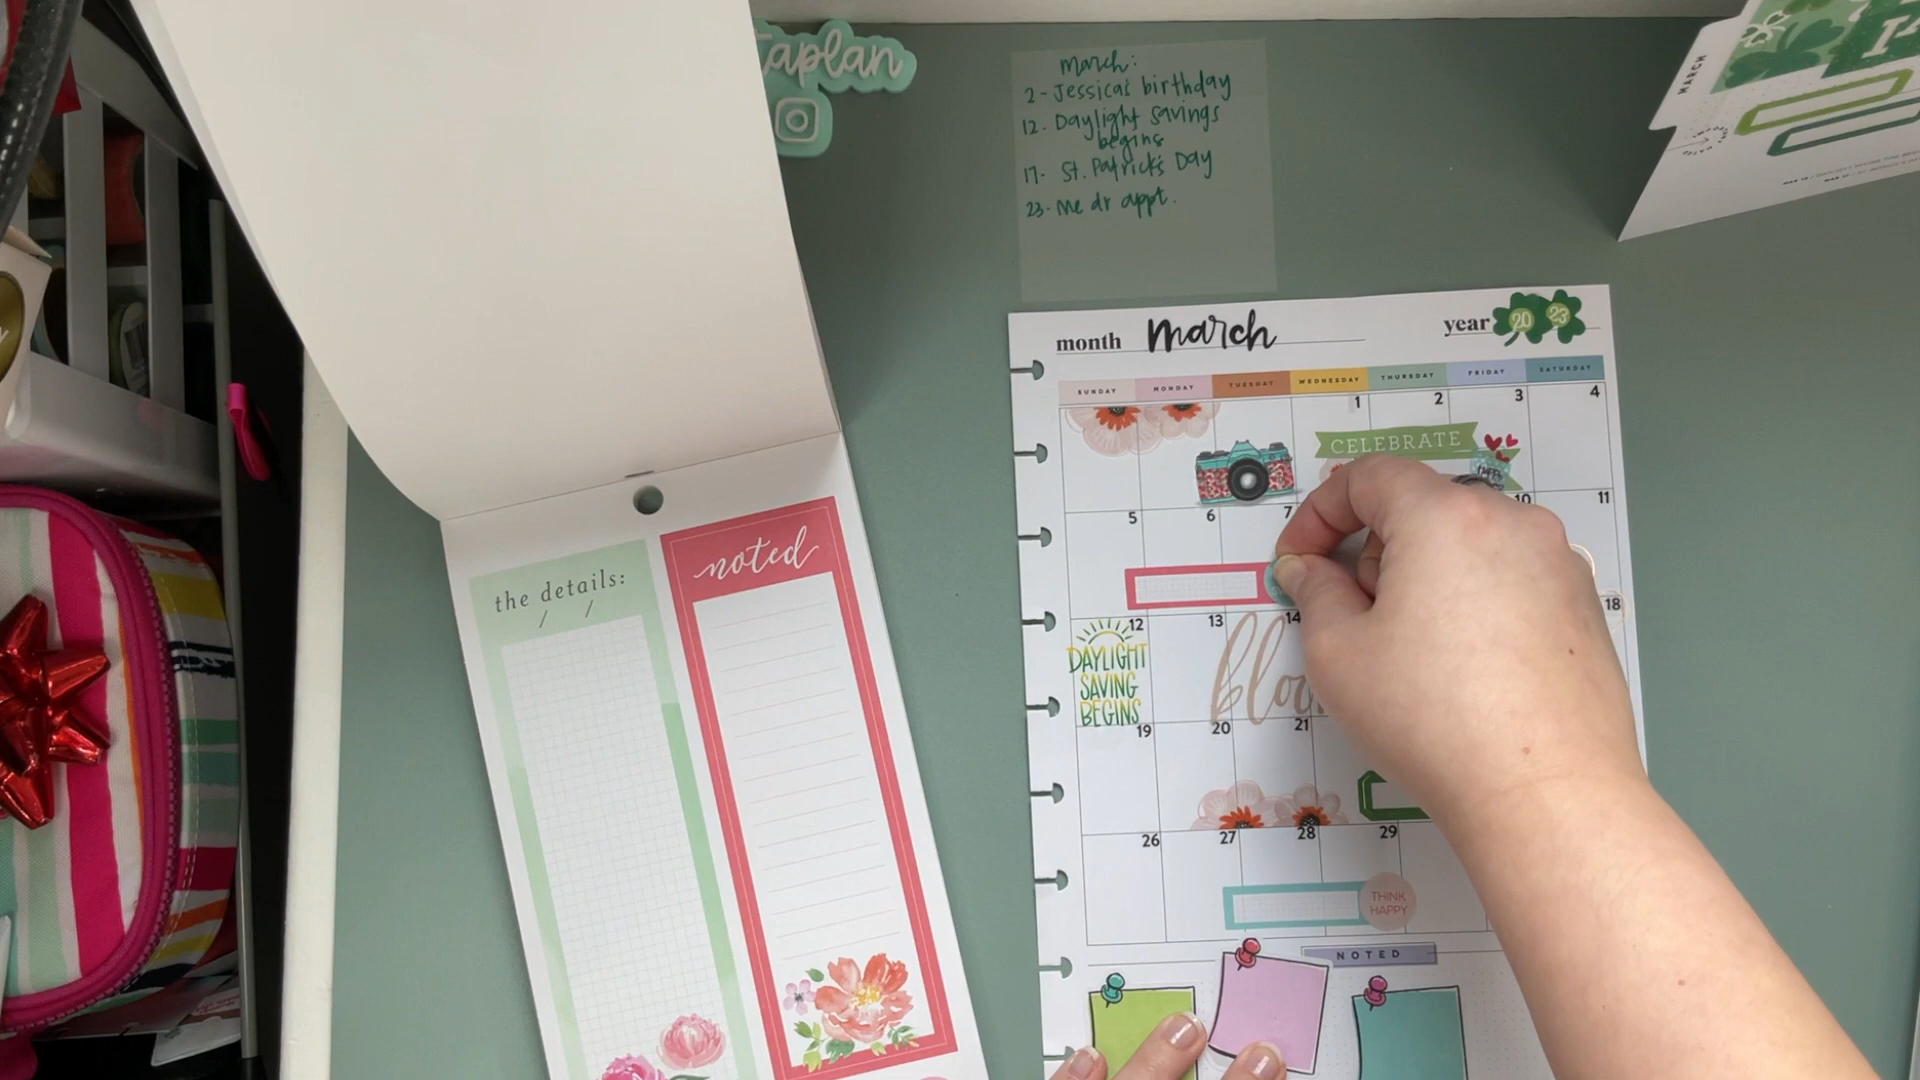 taplan
march:
2- Jessica's birthday
12. Daylight savings
begins
17- St. Patrick's Day
23- Me dr appt.
MARCH
the details:
/ /
noted
month march
year 20 23
SUNDAY MONDAY TUESDAY WEDNESDAY THURSDAY FRIDAY SATURDAY
1 2 3 4
CELEBRATE
5 6 7 10 11
12 13 14 18
DAYLIGHT
SAVING
BEGINS
19 20 21
26 27 28 29
THINK
HAPPY
NOTED